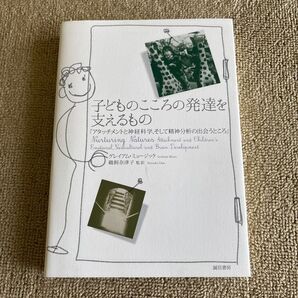 子どものこころの発達を
支えるもの
「アタッチメントと神経科学、そして精神分析の出会うところ」
Nurturing Natures: Attachment and Children's
Emotional, Sociocultural and Brain Development
グレイアム・ミュージック
鵜飼奈津子 監訳
誠信書房